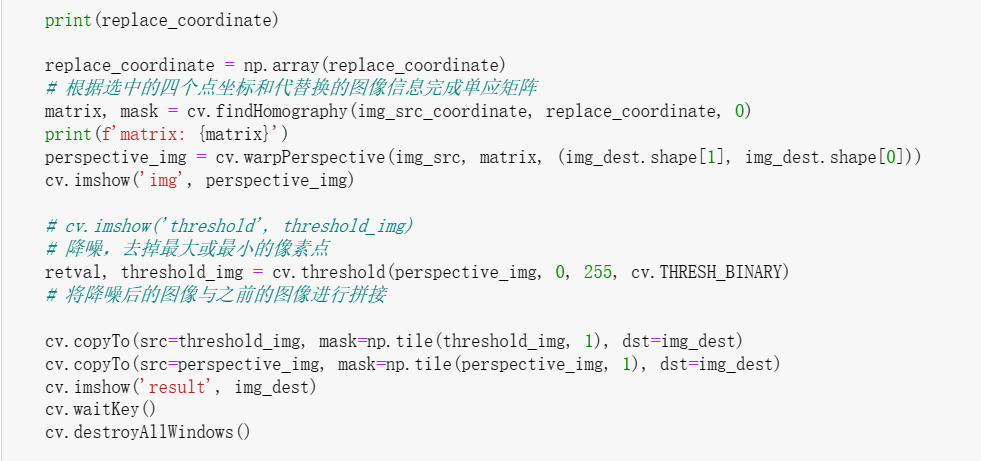 print(replace_coordinate)
replace_coordinate = np.array(replace_coordinate)
# 根据选中的四个点坐标和代替换的图像信息完成单应矩阵
matrix, mask = cv.findHomography(img_src_coordinate, replace_coordinate, 0)
print(f'matrix: {matrix}')
perspective_img = cv.warpPerspective(img_src, matrix, (img_dest.shape[1], img_dest.shape[0]))
cv.imshow('img', perspective_img)
# cv.imshow('threshold', threshold_img)
# 降噪，去掉最大或最小的像素点
retval, threshold_img = cv.threshold(perspective_img, 0, 255, cv.THRESH_BINARY)
# 将降噪后的图像与之前的图像进行拼接
cv.copyTo(src=threshold_img, mask=np.tile(threshold_img, 1), dst=img_dest)
cv.copyTo(src=perspective_img, mask=np.tile(perspective_img, 1), dst=img_dest)
cv.imshow('result', img_dest)
cv.waitKey()
cv.destroyAllWindows()